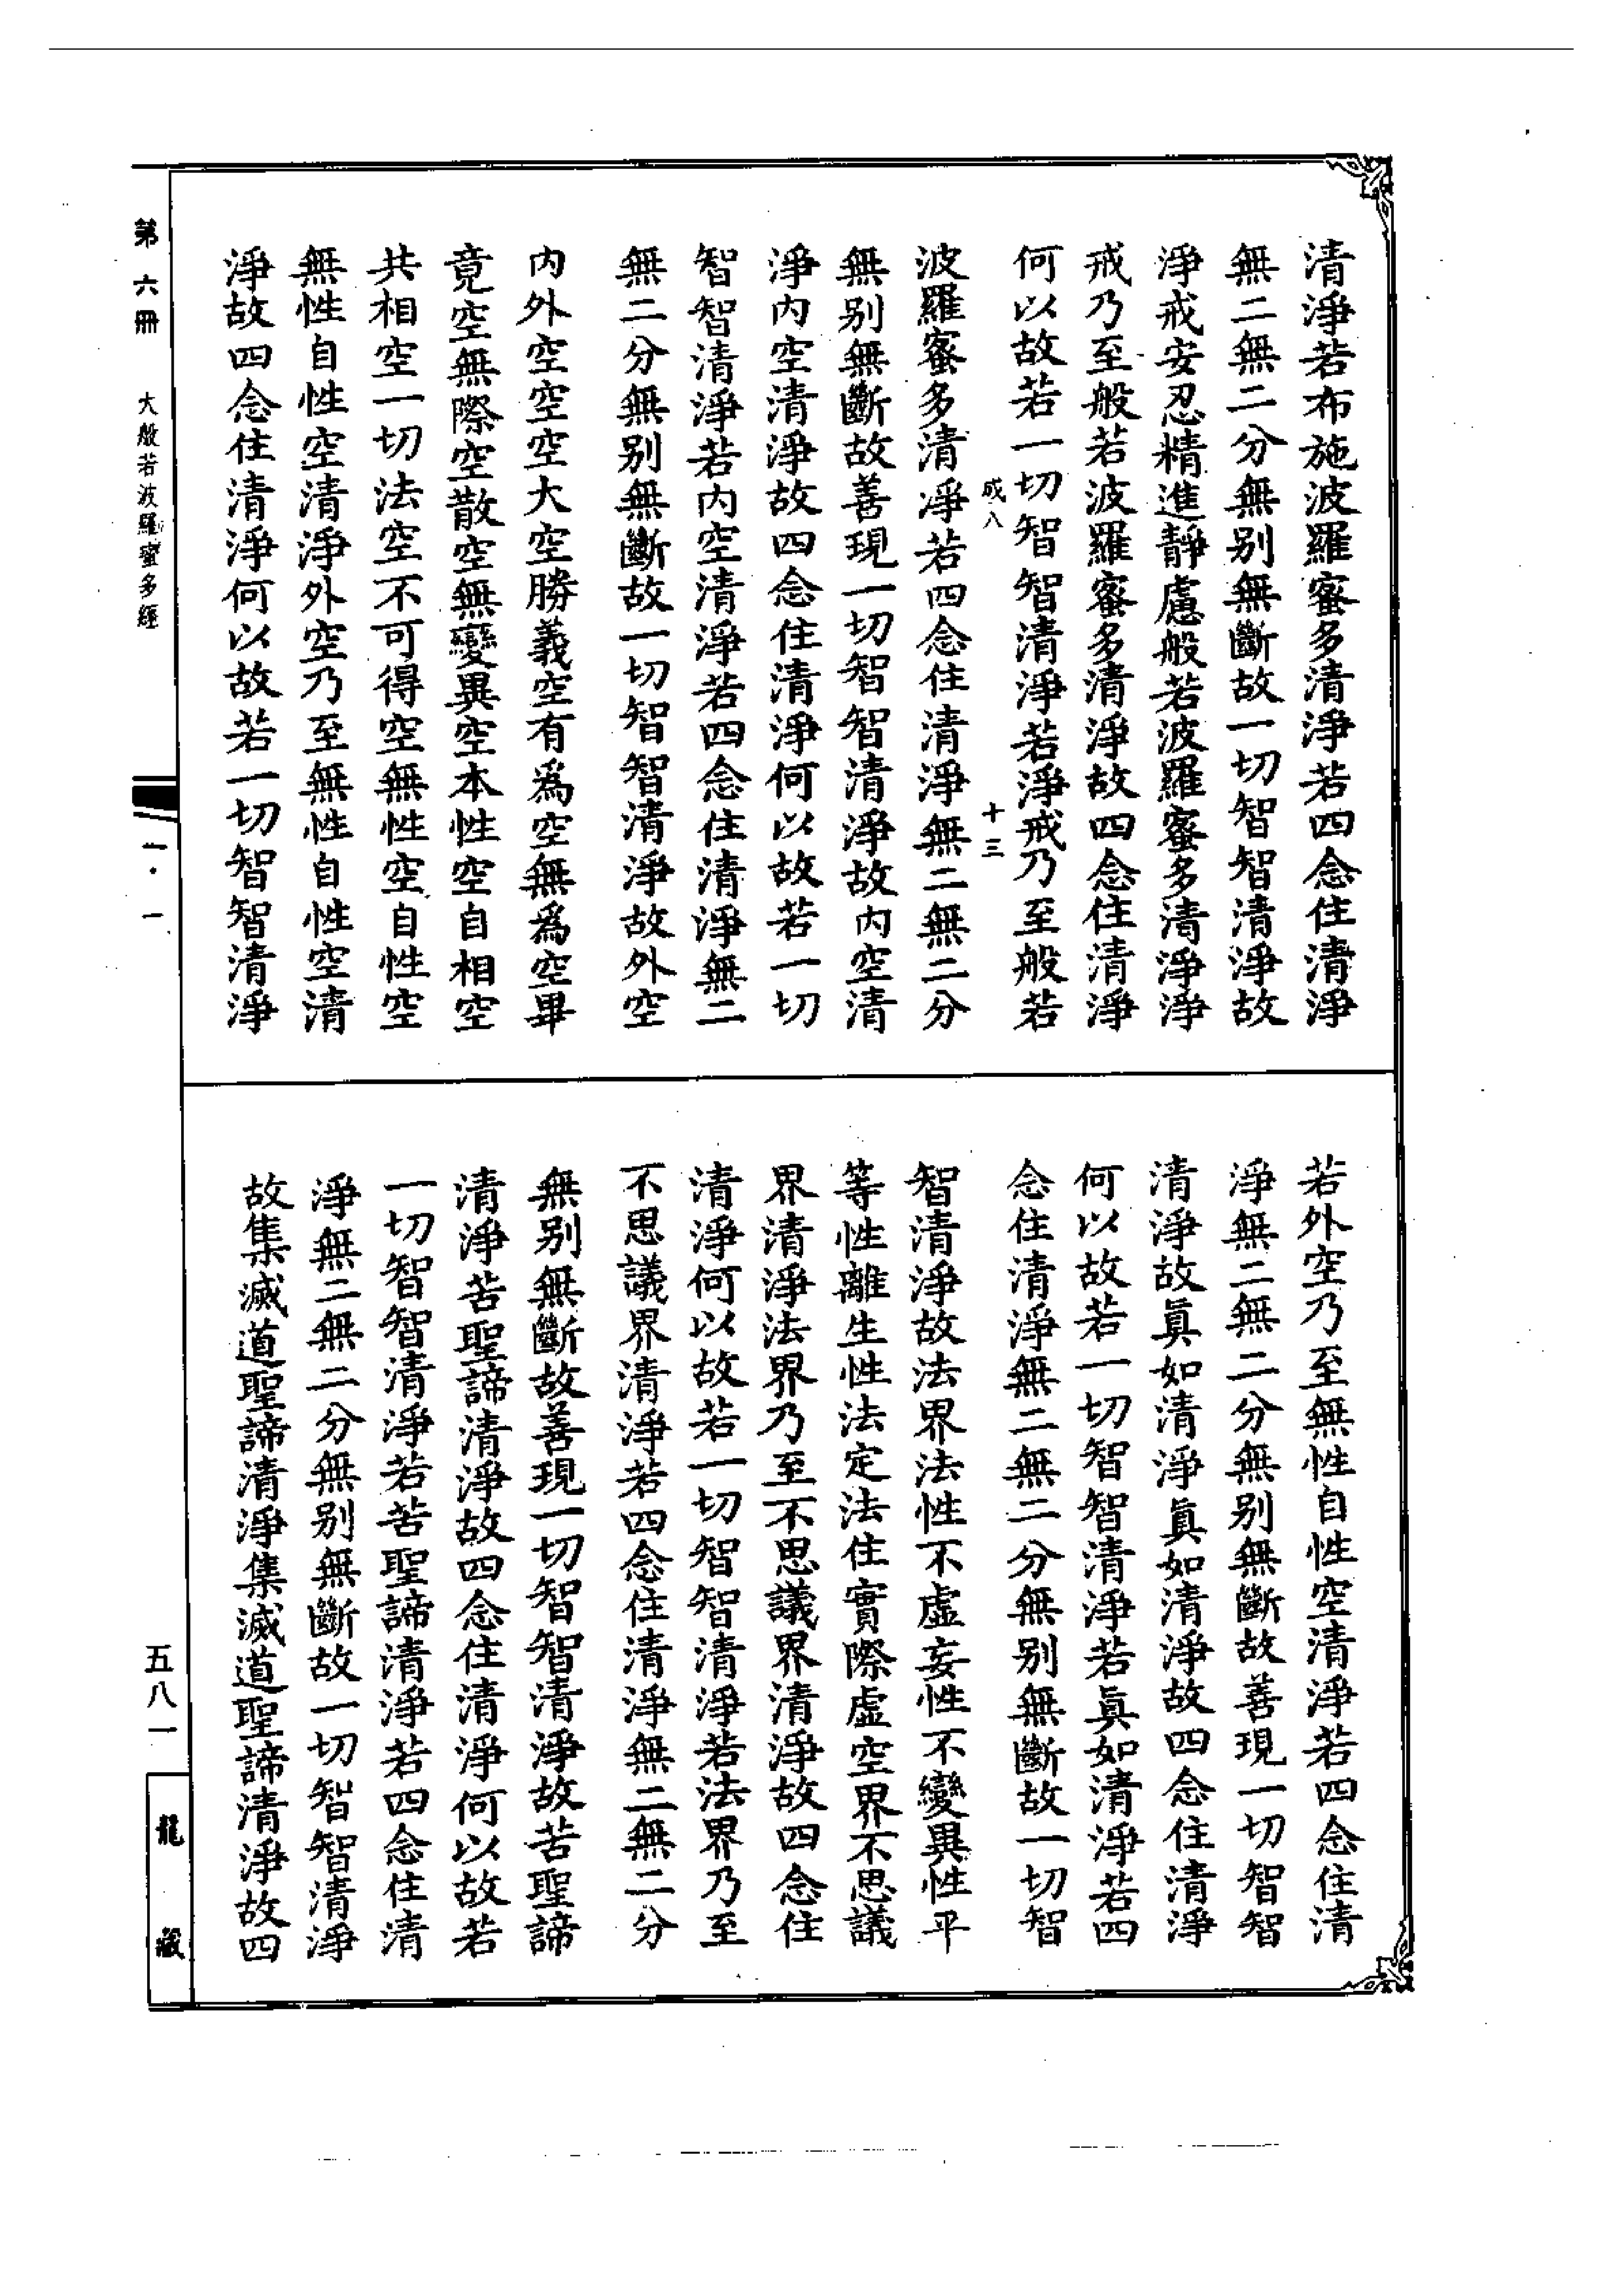 清淨若布施波羅蜜多清淨若四念住清淨
無二無二分無别無斷故一切智智清淨故
淨戒安忍精進靜慮般若波羅蜜多清淨淨
戒乃至般若波羅蜜多清淨故四念住清淨
何以故若一切智智清淨若淨戒乃至般若
成八 十三
波羅蜜多清淨若四念住清淨無二無二分
無别無斷故善現一切智智清淨故内空清
淨内空清淨故四念住清淨何以故若一切
智智清淨若内空清淨若四念住清淨無二
無二分無别無斷故一切智智清淨故外空
内外空空空大空勝義空有爲空無爲空畢
竟空無際空散空無變異空本性空自相空
共相空一切法空不可得空無性空自性空
無性自性空清淨外空乃至無性自性空清
淨故四念住清淨何以故若一切智智清淨
若外空乃至無性自性空清淨若四念住清
淨無二無二分無别無斷故善現一切智智
清淨故眞如清淨眞如清淨故四念住清淨
何以故若一切智智清淨若眞如清淨若四
念住清淨無二無二分無别無斷故一切智
智清淨故法界法性不虛妄性不變異性平
等性離生性法定法住實際虛空界不思議
界清淨法界乃至不思議界清淨故四念住
清淨何以故若一切智智清淨若法界乃至
不思議界清淨若四念住清淨無二無二分
無别無斷故善現一切智智清淨故苦聖諦
清淨苦聖諦清淨故四念住清淨何以故若
一切智智清淨若苦聖諦清淨若四念住清
淨無二無二分無别無斷故一切智智清淨
故集滅道聖諦清淨集滅道聖諦清淨故四
第六冊 大般若波羅蜜多經 一·一
五八一
龍藏